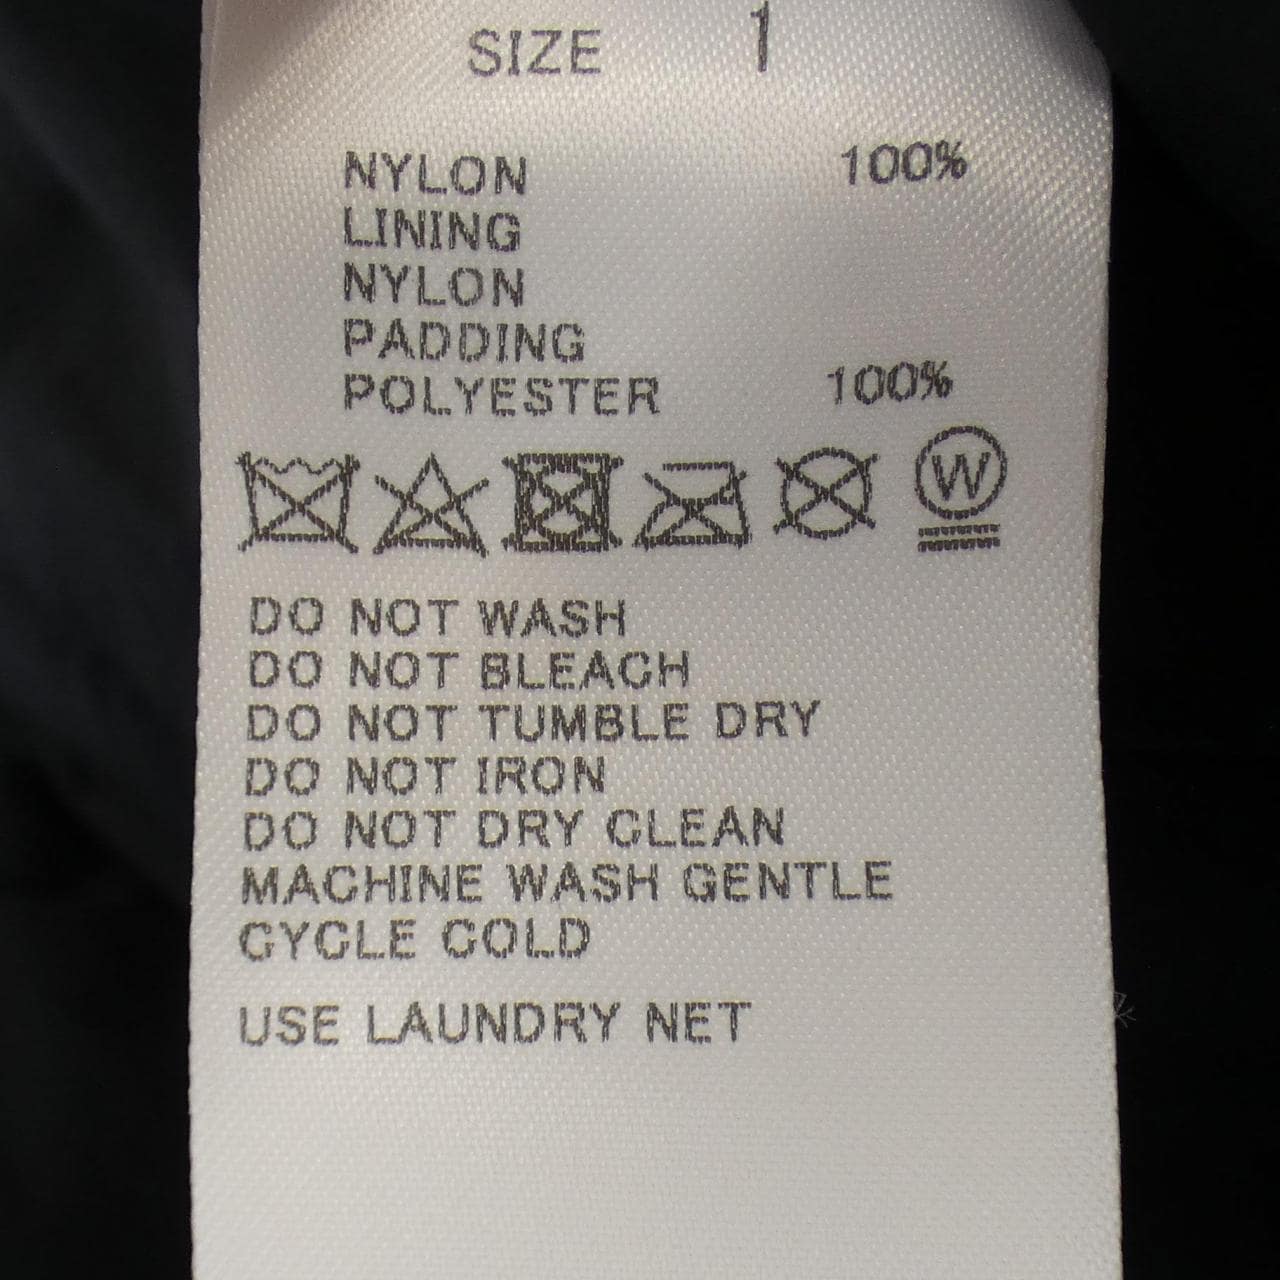 SIZE 1
NYLON 100%
LINING
NYLON
PADDING
POLYESTER 100%
W
DO NOT WASH
DO NOT BLEACH
DO NOT TUMBLE DRY
DO NOT IRON
DO NOT DRY CLEAN
MACHINE WASH GENTLE
CYCLE COLD
USE LAUNDRY NET